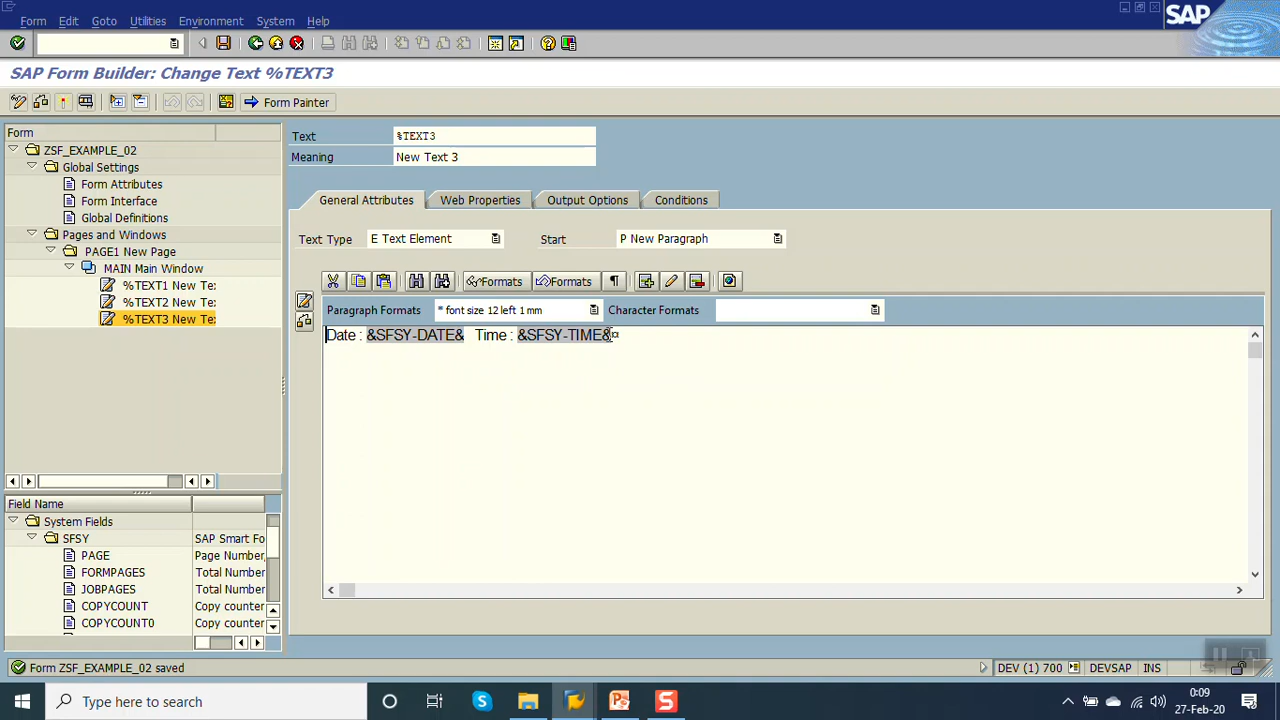 Form Edit Goto Utilities Environment System Help
SAP
SAP Form Builder: Change Text %TEXT3
Form Painter
Form
ZSF_EXAMPLE_02
Global Settings
Form Attributes
Form Interface
Global Definitions
Pages and Windows
PAGE1 New Page
MAIN Main Window
%TEXT1 New Te:
%TEXT2 New Te:
%TEXT3 New Te:
Text %TEXT3
Meaning New Text 3
General Attributes Web Properties Output Options Conditions
Text Type E Text Element Start P New Paragraph
Formats Formats ¶
Paragraph Formats * font size 12 left 1 mm Character Formats
Date : &SFSY-DATE& Time : &SFSY-TIME&¤
Field Name
System Fields
SFSY SAP Smart Fo
PAGE Page Number,
FORMPAGES Total Number
JOBPAGES Total Number
COPYCOUNT Copy counter
COPYCOUNT0 Copy counter
Form ZSF_EXAMPLE_02 saved
DEV (1) 700 DEVSAP INS
Type here to search
0:09
27-Feb-20